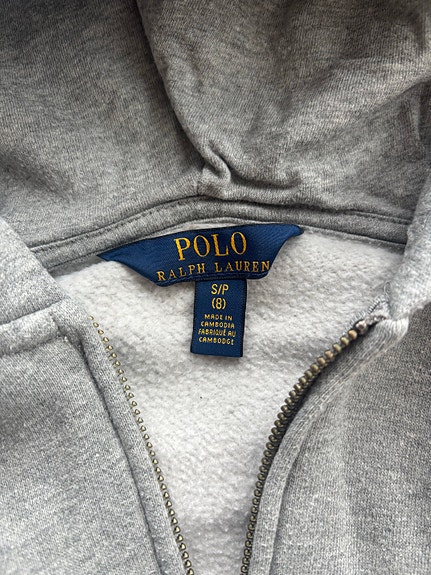 POLO
RALPH LAUREN
S/P
(8)
MADE IN
CAMBODIA
FABRIQUÉ AU
CAMBODGE